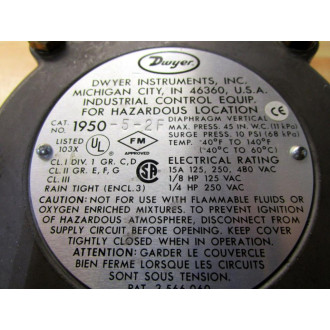 Dwyer
DWYER INSTRUMENTS, INC.
MICHIGAN CITY, IN 46360, U.S.A.
INDUSTRIAL CONTROL EQUIP.
FOR HAZARDOUS LOCATION
CAT. NO. 1950-5-2F
DIAPHRAGM VERTICAL
MAX. PRESS. 45 IN. W.C. (11 kPa)
SURGE PRESS. 10 PSI (68 kPa)
TEMP. -40°F TO 140°F
(-40°C TO 60°C)
LISTED 103X
UL
FM
APPROVED
CE
CL. I DIV. 1 GR. C, D
CL. II GR. E, F, G
CL. III
RAIN TIGHT (ENCL. 3)
SA
ELECTRICAL RATING
15A 125, 250, 480 VAC
1/8 HP 125 VAC
1/4 HP 250 VAC
CAUTION: NOT FOR USE WITH FLAMMABLE FLUIDS OR
OXYGEN ENRICHED MIXTURES. TO PREVENT IGNITION
OF HAZARDOUS ATMOSPHERE, DISCONNECT FROM
SUPPLY CIRCUIT BEFORE OPENING. KEEP COVER
TIGHTLY CLOSED WHEN IN OPERATION.
ATTENTION: GARDER LE COUVERCLE
BIEN FERME LORSQUE LES CIRCUITS
SONT SOUS TENSION.
PAT. 3,566,060